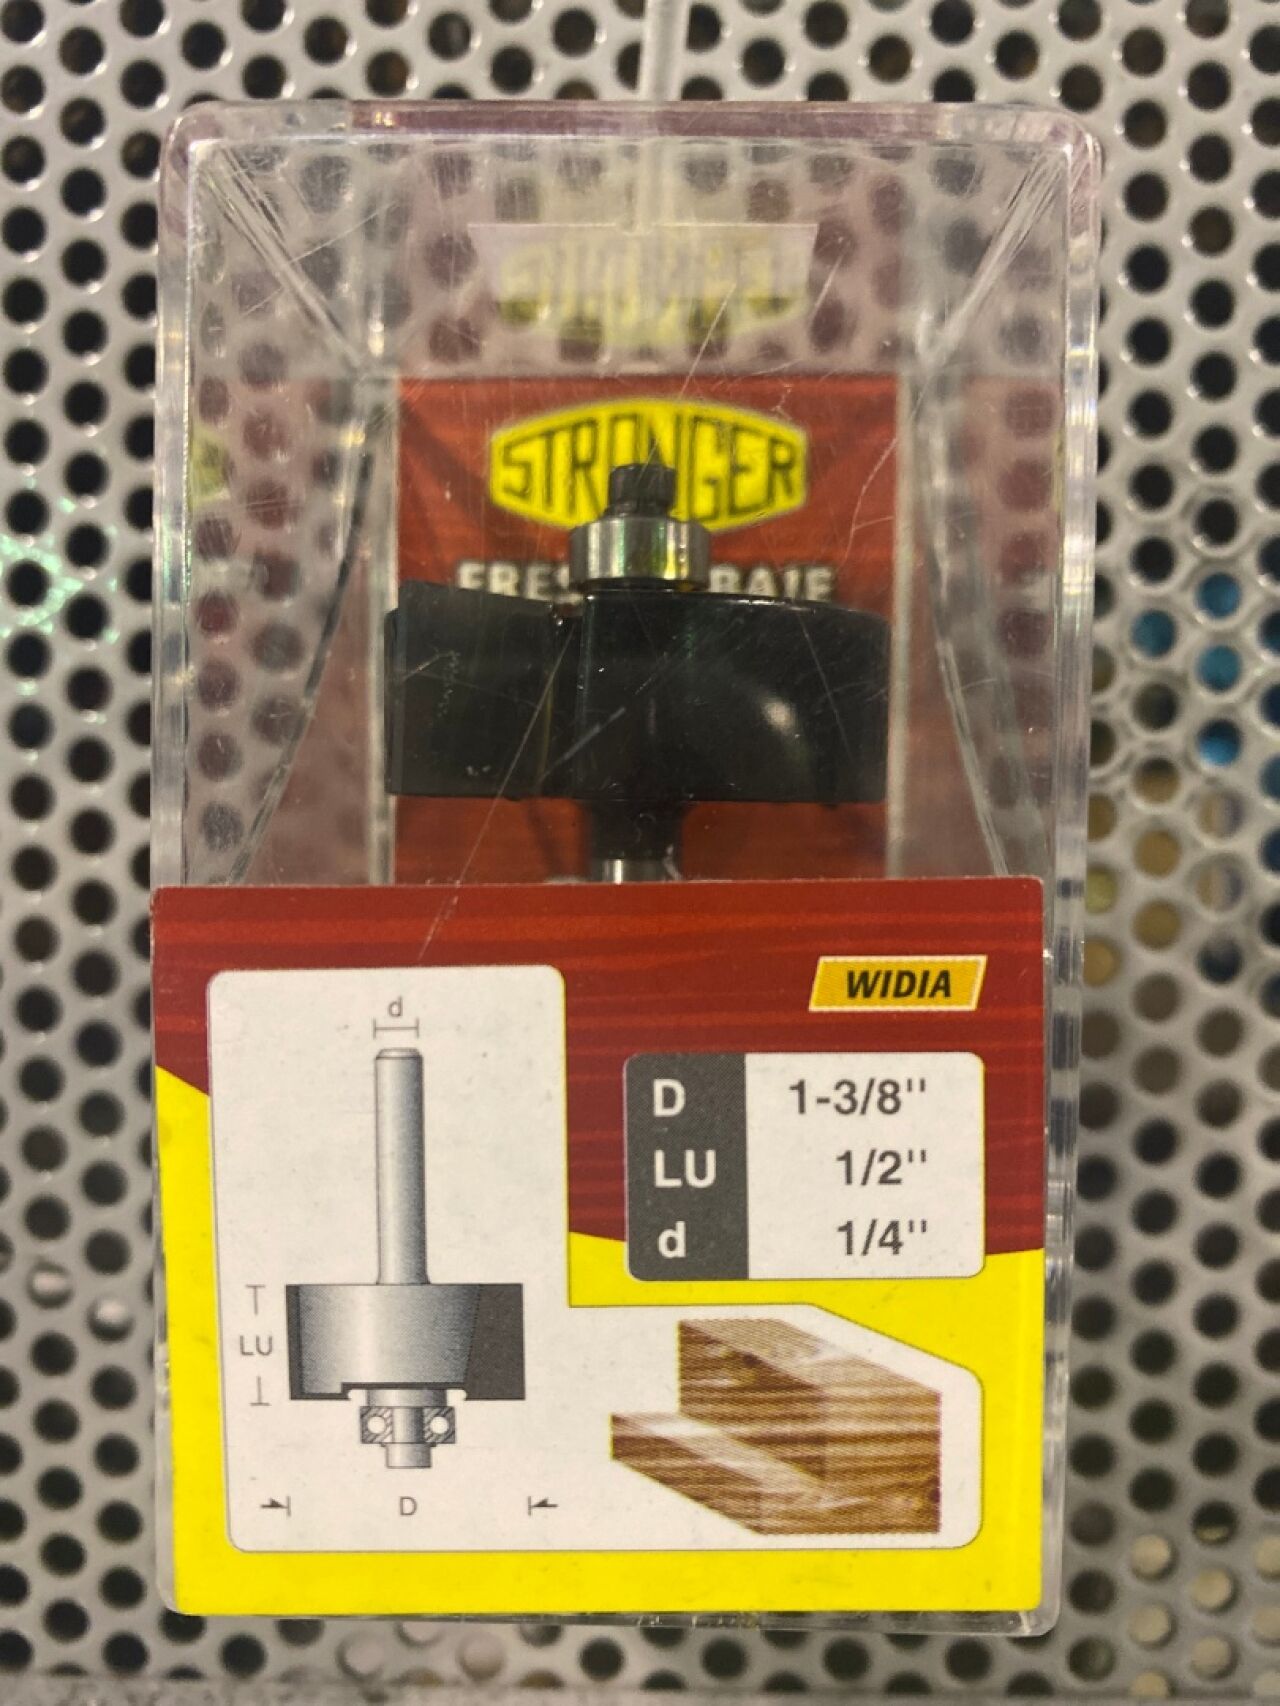 STRONGER
WIDIA
d
D 1-3/8''
LU 1/2''
d 1/4''
LU
D